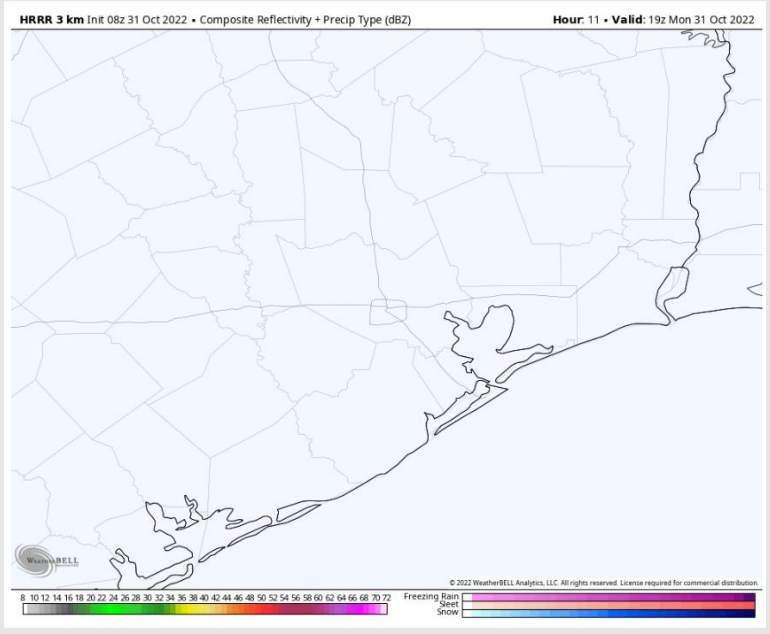 HRRR 3 km Init 08z 31 Oct 2022 • Composite Reflectivity + Precip Type (dBZ) Hour: 11 • Valid: 19z Mon 31 Oct 2022
WEATHERBELL
© 2022 WeatherBELL Analytics, LLC. All rights reserved. License required for commercial distribution.
8 10 12 14 16 18 20 22 24 26 28 30 32 34 36 38 40 42 44 46 48 50 52 54 56 58 60 62 64 66 70 72
Freezing Rain
Sleet
Snow